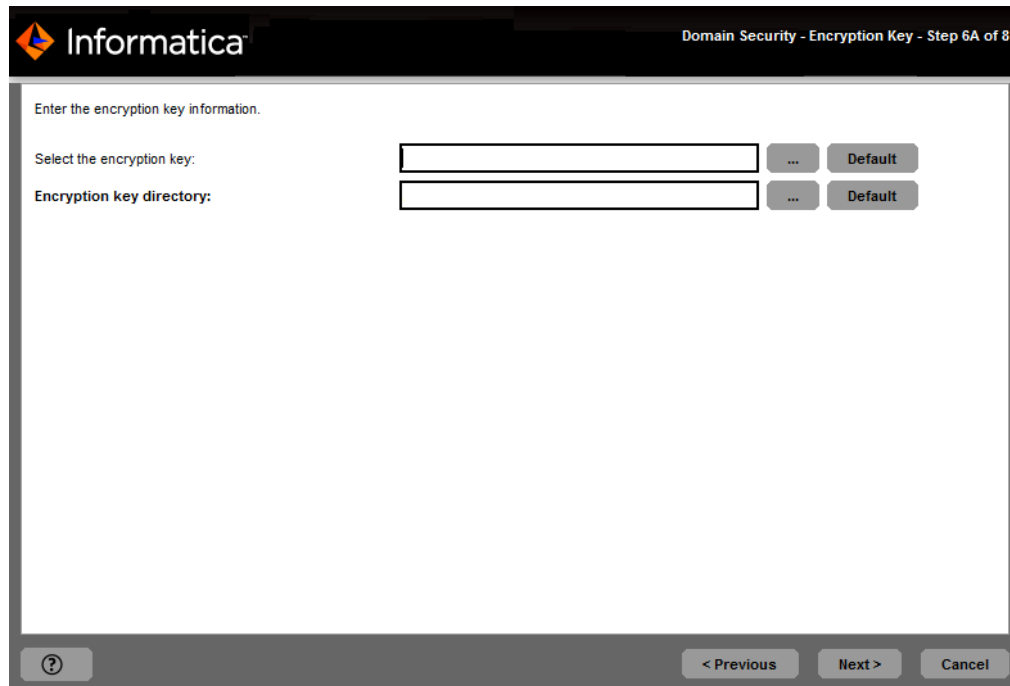 Informatica
Domain Security - Encryption Key - Step 6A of 8
Enter the encryption key information.
Select the encryption key: ... Default
Encryption key directory: ... Default
? < Previous Next > Cancel